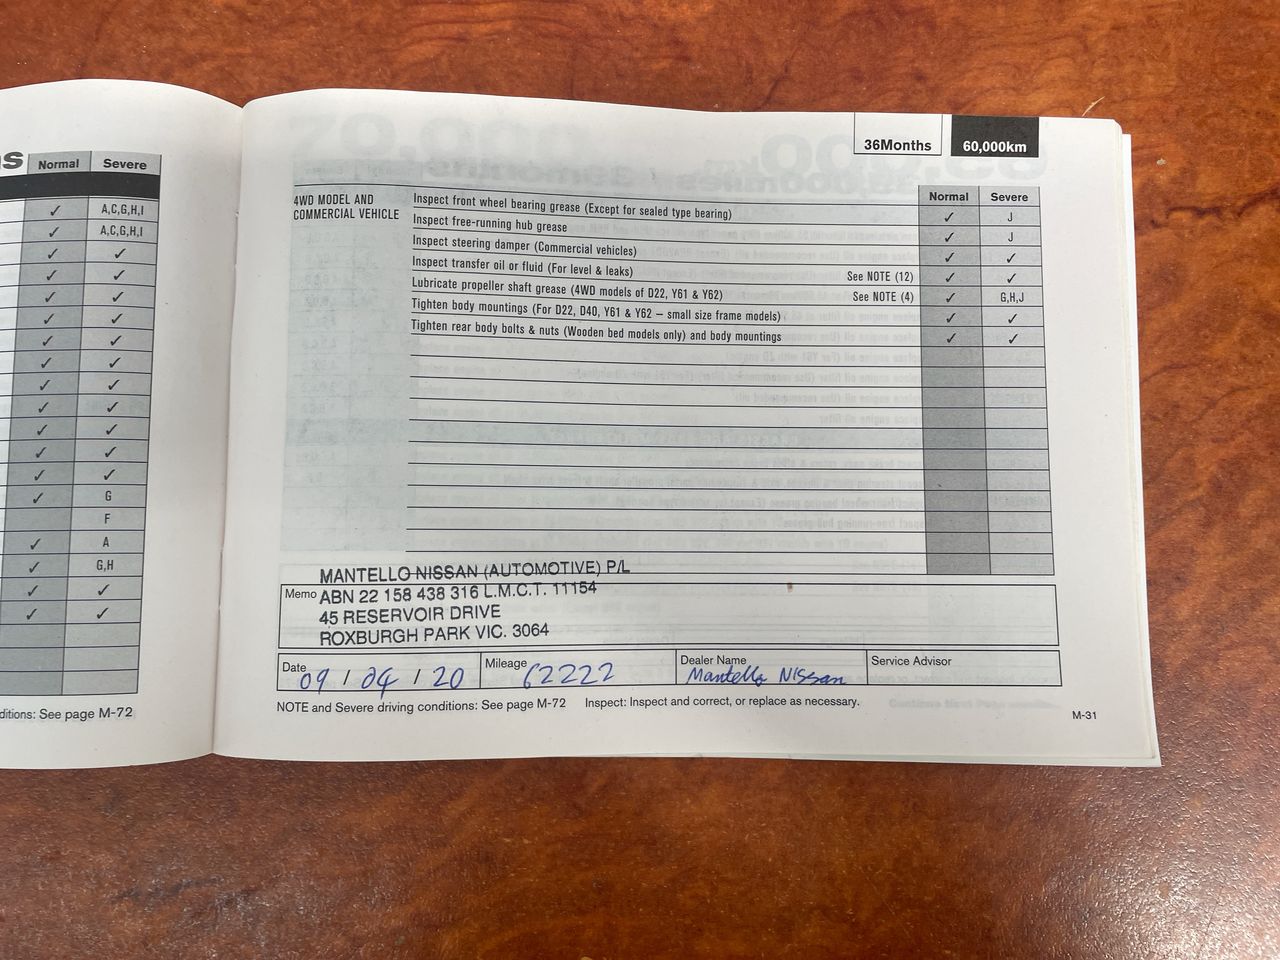 s Normal Severe
✓ A,C,G,H,I
✓ A,C,G,H,I
✓ ✓
✓ ✓
✓ ✓
✓ ✓
✓ ✓
✓ ✓
✓ ✓
✓ ✓
✓ ✓
✓ ✓
✓ ✓
✓ G
F
✓ A
✓ G,H
✓ ✓
✓ ✓
ditions: See page M-72
36Months 60,000km
Normal Severe
4WD MODEL AND
COMMERCIAL VEHICLE
Inspect front wheel bearing grease (Except for sealed type bearing) ✓ J
Inspect free-running hub grease ✓ J
Inspect steering damper (Commercial vehicles) ✓ ✓
Inspect transfer oil or fluid (For level & leaks) See NOTE (12) ✓ ✓
Lubricate propeller shaft grease (4WD models of D22, Y61 & Y62) See NOTE (4) ✓ G,H,J
Tighten body mountings (For D22, D40, Y61 & Y62 – small size frame models) ✓ ✓
Tighten rear body bolts & nuts (Wooden bed models only) and body mountings ✓ ✓
MANTELLO NISSAN (AUTOMOTIVE) P/L
Memo ABN 22 158 438 316 L.M.C.T. 11154
45 RESERVOIR DRIVE
ROXBURGH PARK VIC. 3064
Date 09 / 04 / 20 Mileage 62222 Dealer Name Mantello Nissan Service Advisor
NOTE and Severe driving conditions: See page M-72 Inspect: Inspect and correct, or replace as necessary.
M-31